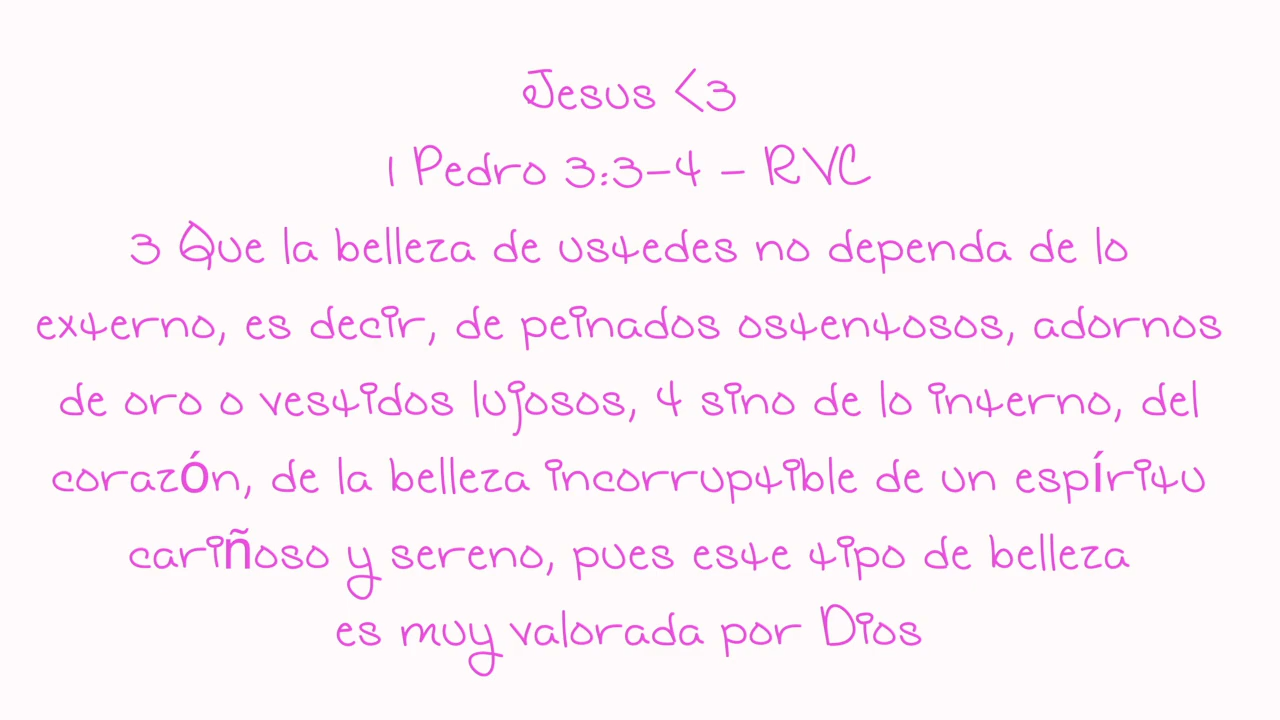 Jesus <3
1 Pedro 3:3-4 - RVC
3 Que la belleza de ustedes no dependa de lo
externo, es decir, de peinados ostentosos, adornos
de oro o vestidos lujosos, 4 sino de lo interno, del
corazón, de la belleza incorruptible de un espíritu
cariñoso y sereno, pues este tipo de belleza
es muy valorada por Dios